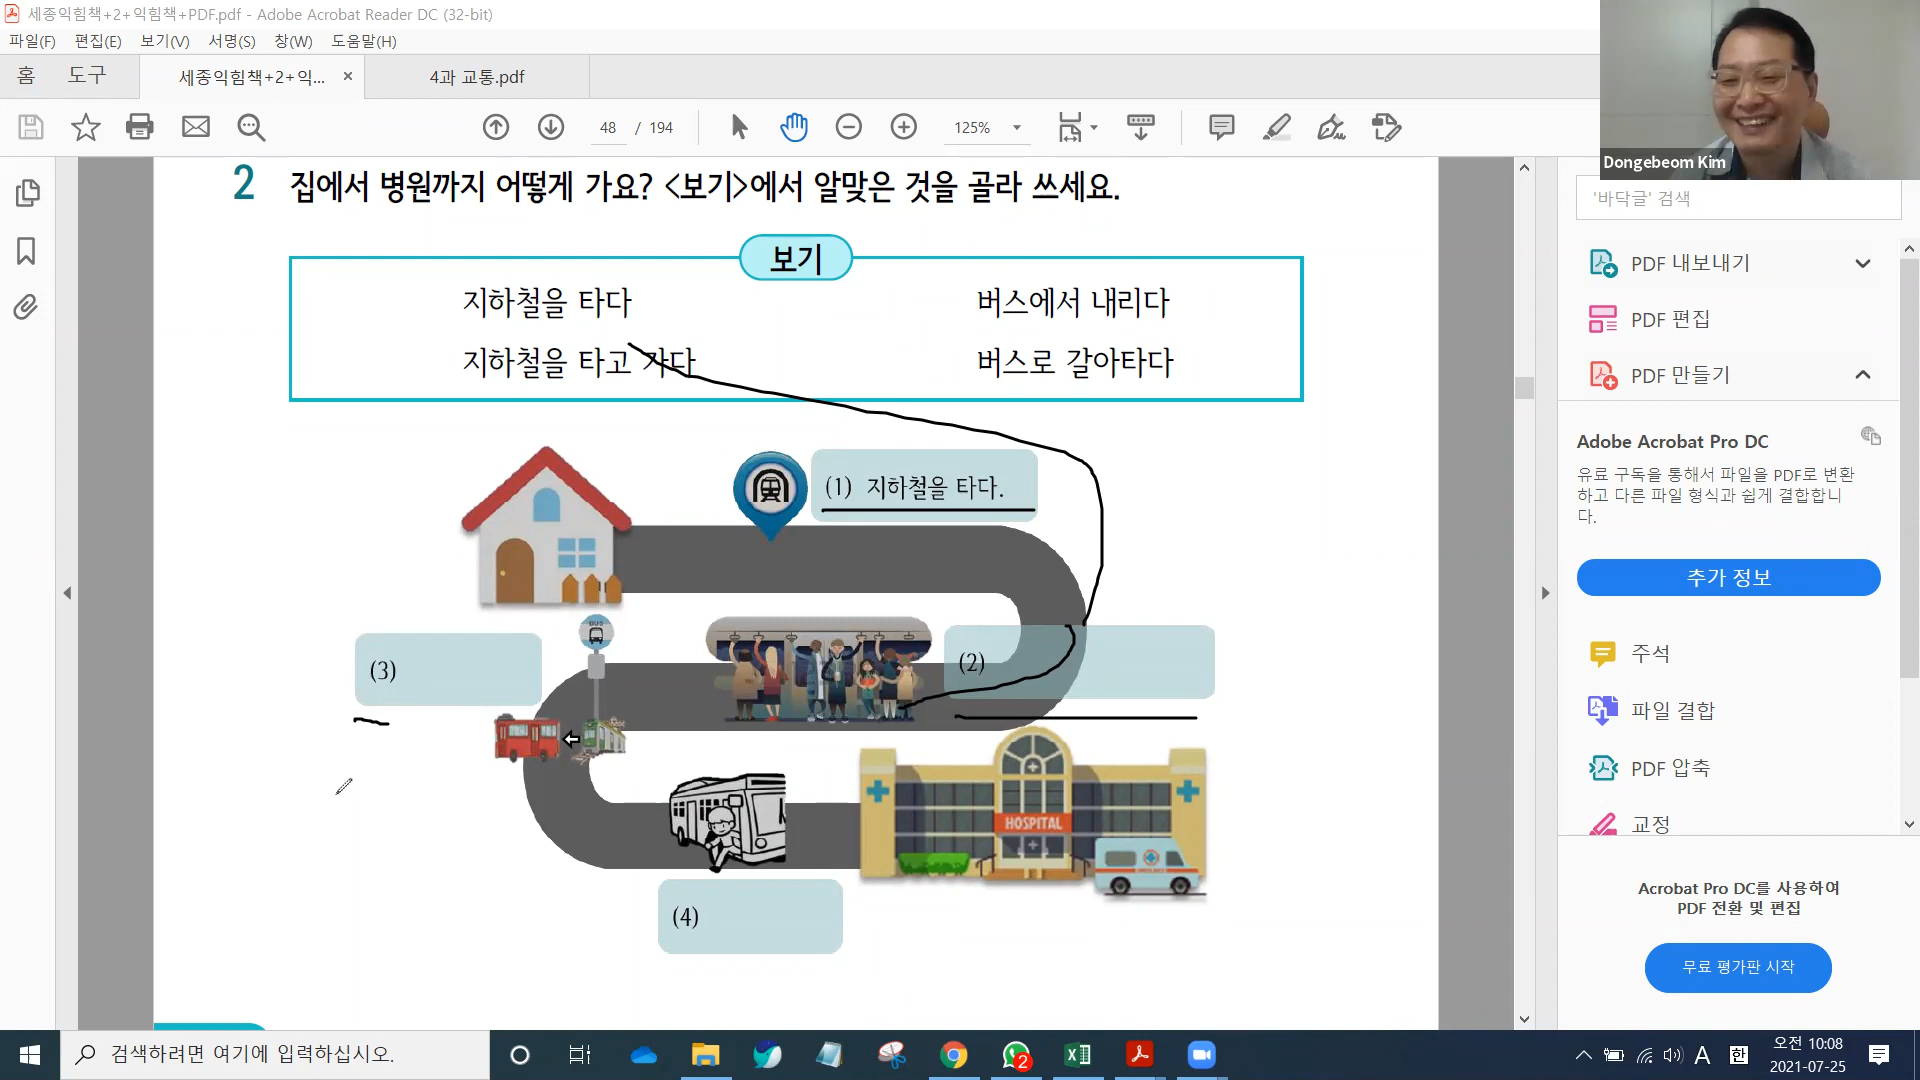 세종익힘책+2+익힘책+PDF.pdf - Adobe Acrobat Reader DC (32-bit)
파일(F) 편집(E) 보기(V) 서명(S) 창(W) 도움말(H)
홈 도구 세종익힘책+2+익... × 4과 교통.pdf
48 / 194 125%
Dongebeom Kim
2 집에서 병원까지 어떻게 가요? <보기>에서 알맞은 것을 골라 쓰세요.
보기
지하철을 타다 버스에서 내리다
지하철을 타고 가다 버스로 갈아타다
(1) 지하철을 타다.
BUS
(2)
(3)
HOSPITAL
(4)
'바닥글' 검색
PDF 내보내기
PDF 편집
PDF 만들기
Adobe Acrobat Pro DC
유료 구독을 통해서 파일을 PDF로 변환
하고 다른 파일 형식과 쉽게 결합합니
다.
추가 정보
주석
파일 결합
PDF 압축
교정
Acrobat Pro DC를 사용하여
PDF 전환 및 편집
무료 평가판 시작
검색하려면 여기에 입력하십시오.
2
A 한
오전 10:08
2021-07-25